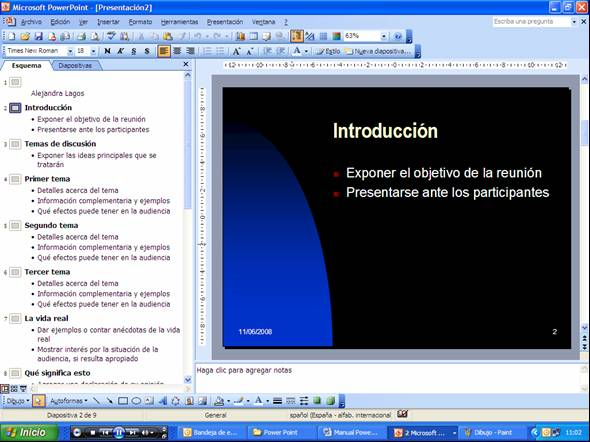 Microsoft PowerPoint - [Presentación2]
Archivo Edición Ver Insertar Formato Herramientas Presentación Ventana ?
Escriba una pregunta
63%
Times New Roman 18 N K S S
Estilo Nueva diapositiva...
Esquema Diapositivas
1
Alejandra Lagos
2 Introducción
• Exponer el objetivo de la reunión
• Presentarse ante los participantes
3 Temas de discusión
• Exponer las ideas principales que se
tratarán
4 Primer tema
• Detalles acerca del tema
• Información complementaria y ejemplos
• Qué efectos puede tener en la audiencia
5 Segundo tema
• Detalles acerca del tema
• Información complementaria y ejemplos
• Qué efectos puede tener en la audiencia
6 Tercer tema
• Detalles acerca del tema
• Información complementaria y ejemplos
• Qué efectos puede tener en la audiencia
7 La vida real
• Dar ejemplos o contar anécdotas de la vida
real
• Mostrar interés por la situación de la
audiencia, si resulta apropiado
8 Qué significa esto
Introducción
Exponer el objetivo de la reunión
Presentarse ante los participantes
11/06/2008
2
Haga clic para agregar notas
Dibujo Autoformas
Diapositiva 2 de 9 General spañol (España - alfab. internacional
Inicio Bandeja de e... Power Point Manual Powe... 2 Microsoft ... Dibujo - Paint 11:02